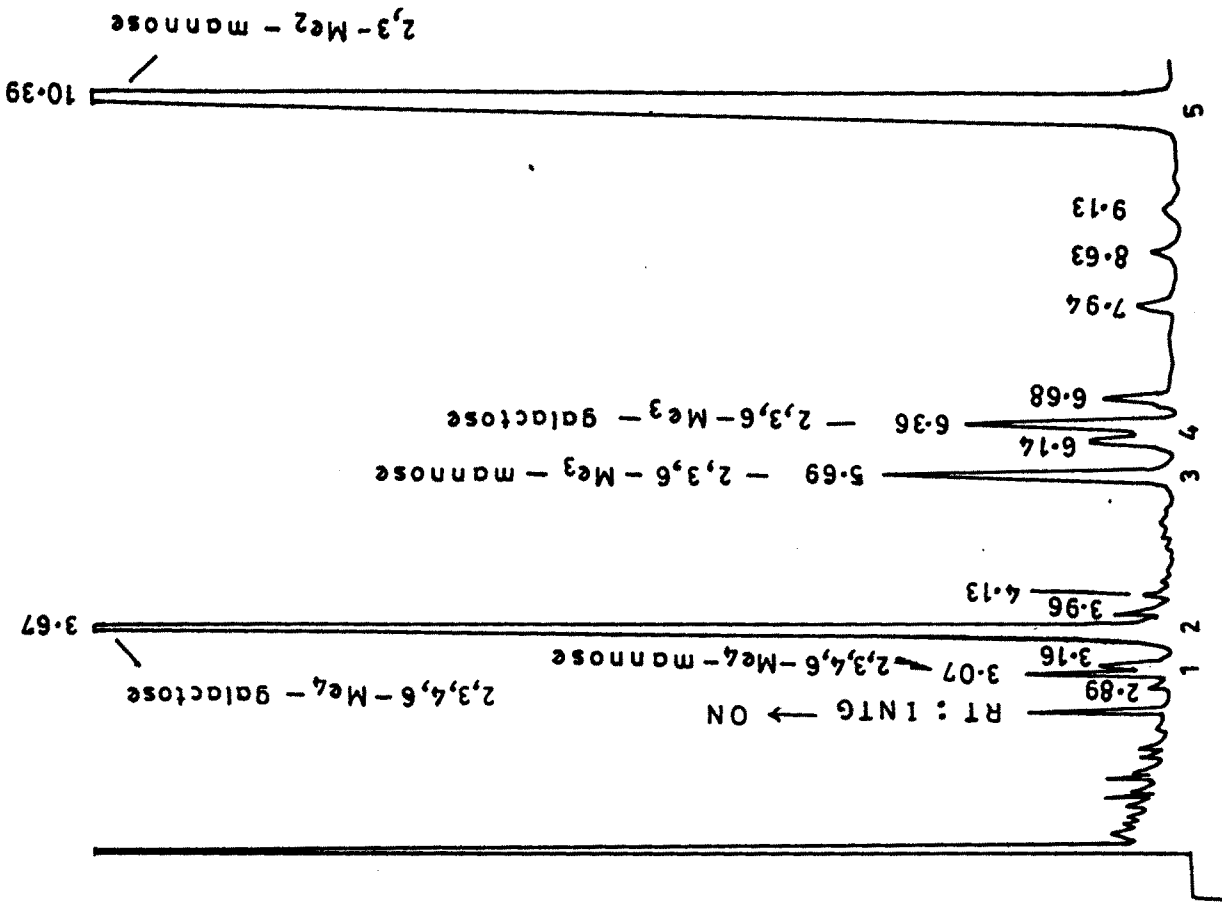 RT : INTG → ON
2.89
2,3,4,6-Me₄-galactose
1
3.07 2,3,4,6-Me₄-mannose
3.16
2
3.67
3.96
4.13
3
5.69 – 2,3,6-Me₃-mannose
6.14
4
6.36 – 2,3,6-Me₃-galactose
6.68
7.94
8.63
9.13
5
10.39
2,3-Me₂-mannose